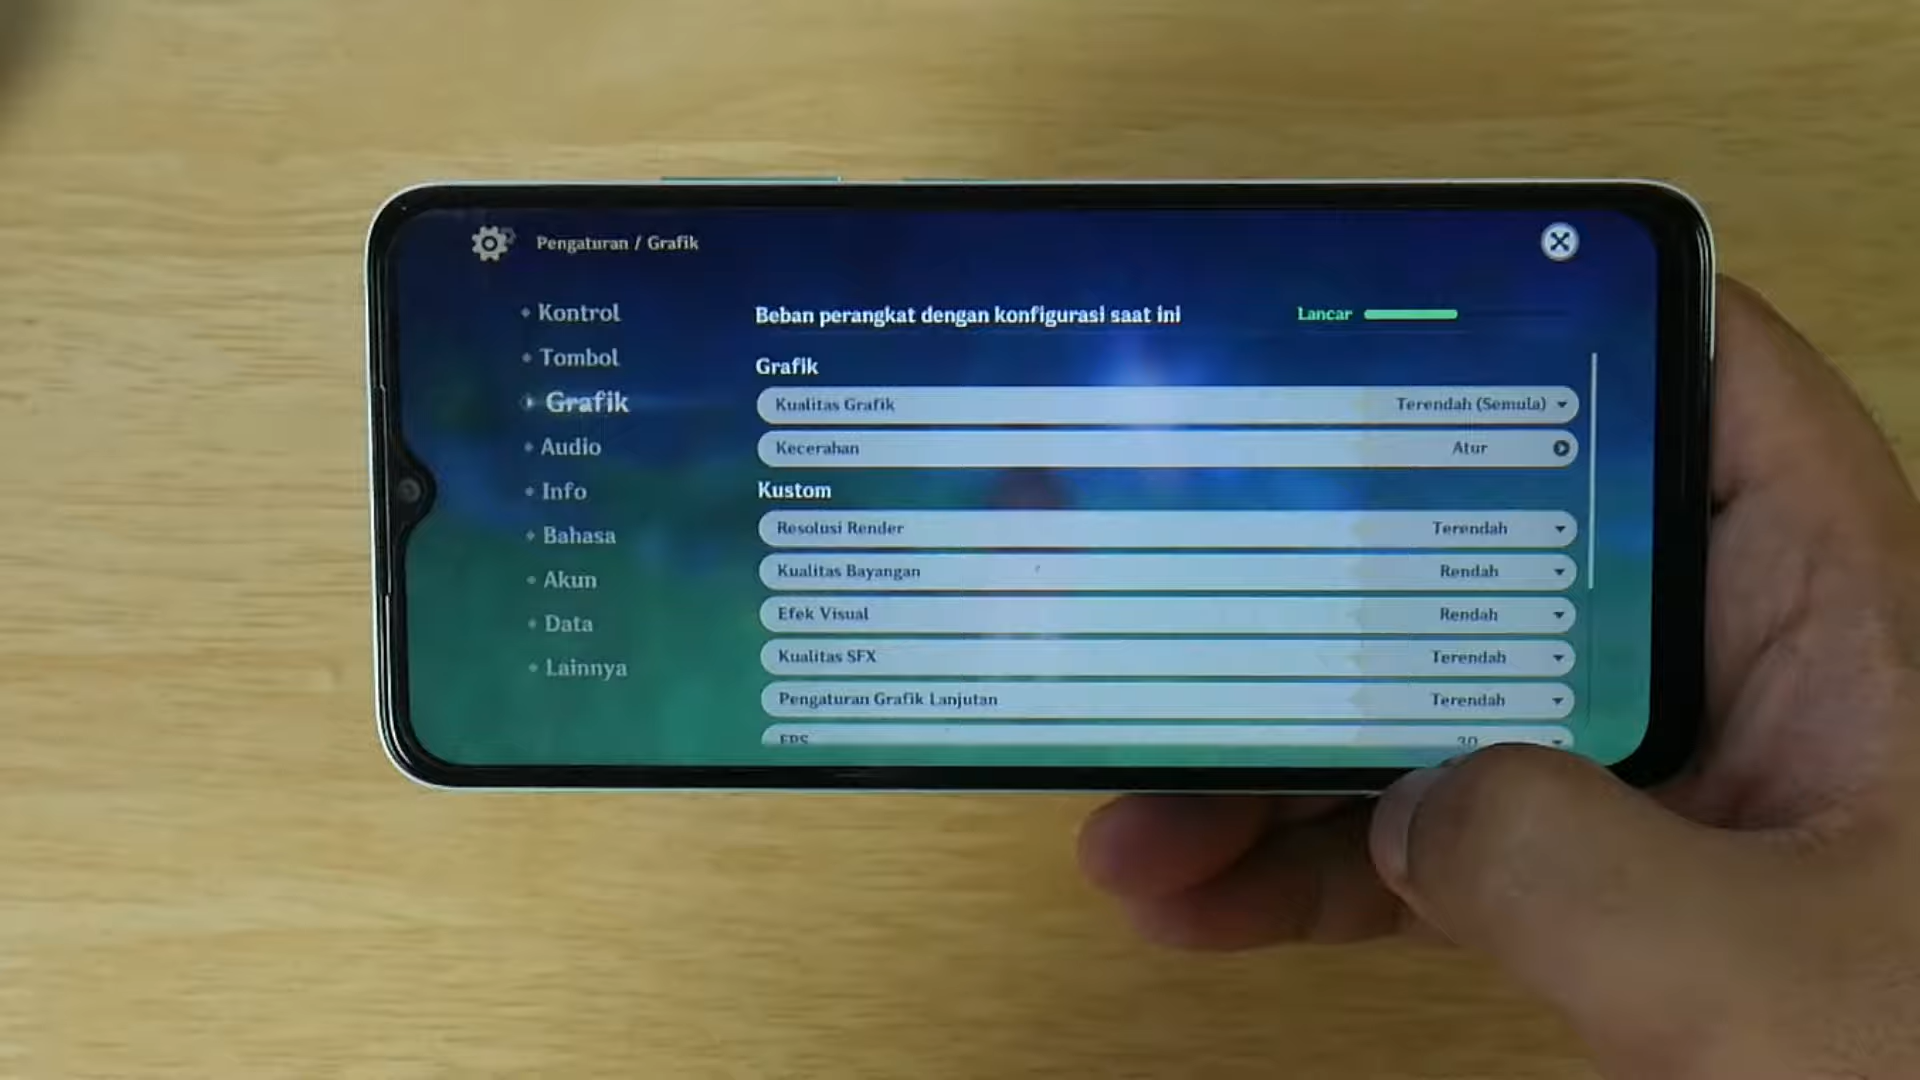 Pengaturan / Grafik
Kontrol
Tombol
Grafik
Audio
Info
Bahasa
Akun
Data
Lainnya
Beban perangkat dengan konfigurasi saat ini Lancar
Grafik
Kualitas Grafik Terendah (Semula)
Kecerahan Atur
Kustom
Resolusi Render Terendah
Kualitas Bayangan Rendah
Efek Visual Rendah
Kualitas SFX Terendah
Pengaturan Grafik Lanjutan Terendah
FPS 30